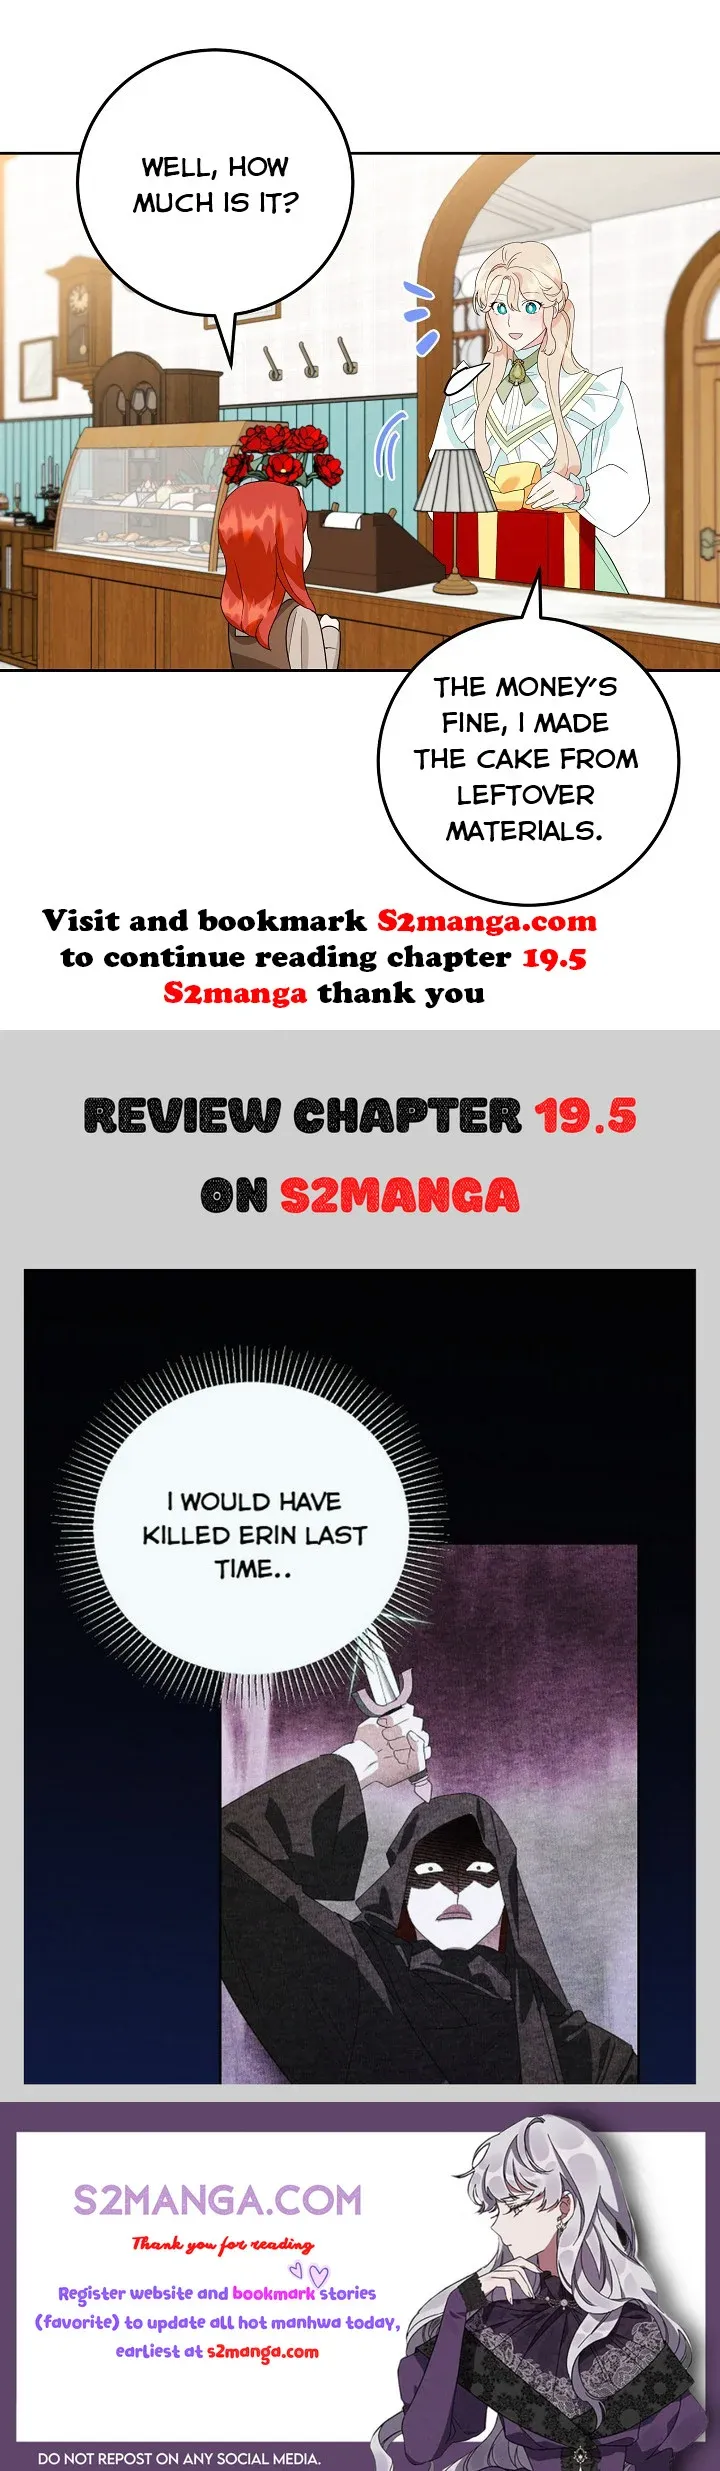 WELL, HOW
MUCH IS IT?
THE MONEY'S
FINE, I MADE
THE CAKE FROM
LEFTOVER
MATERIALS.
Visit and bookmark S2manga.com
to continue reading chapter 19.5
S2manga thank you
REVIEW CHAPTER 19.5
ON S2MANGA
I WOULD HAVE
KILLED ERIN LAST
TIME..
S2MANGA.COM
Thank you for reading
Register website and bookmark stories
(favorite) to update all hot manhwa today,
earliest at s2manga.com
DO NOT REPOST ON ANY SOCIAL MEDIA.